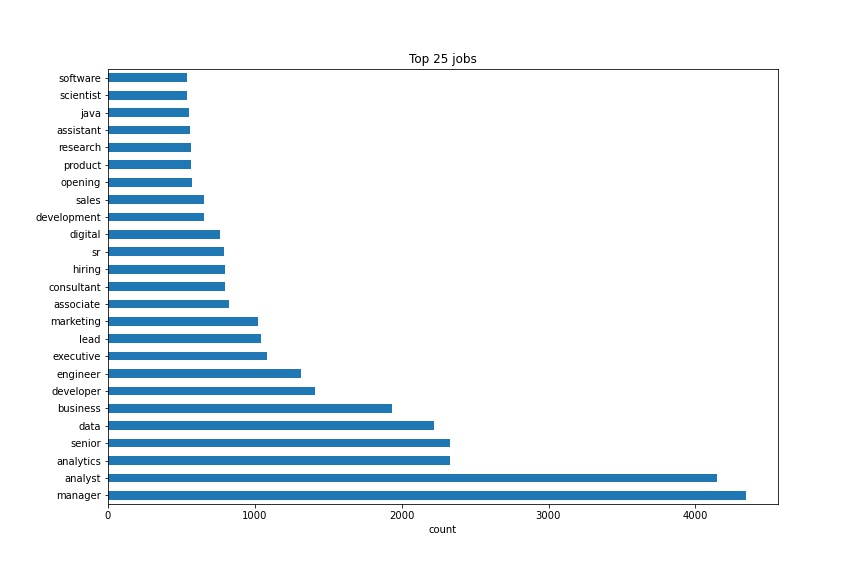 Top 25 jobs
software
scientist
java
assistant
research
product
opening
sales
development
digital
sr
hiring
consultant
associate
marketing
lead
executive
engineer
developer
business
data
senior
analytics
analyst
manager
0 1000 2000 3000 4000
count